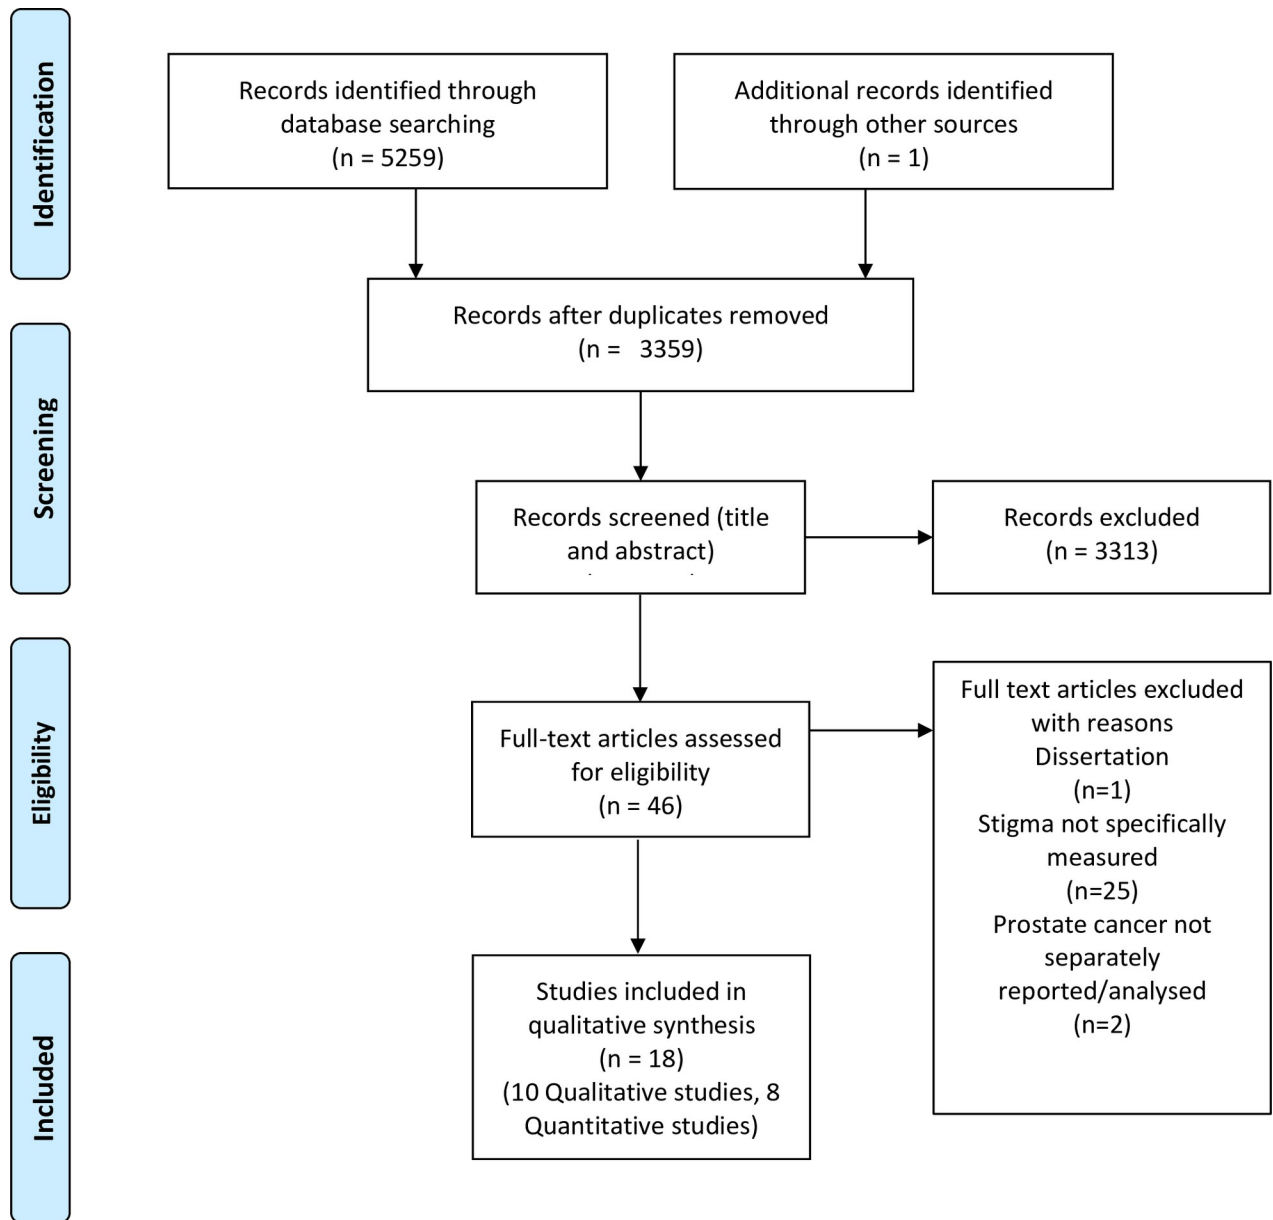 Identification
Records identified through
database searching
(n = 5259)
Additional records identified
through other sources
(n = 1)
Records after duplicates removed
(n =   3359)
Screening
Records screened (title
and abstract)
Records excluded
(n = 3313)
Eligibility
Full-text articles assessed
for eligibility
(n = 46)
Full text articles excluded
with reasons
Dissertation
(n=1)
Stigma not specifically
measured
(n=25)
Prostate cancer not
separately
reported/analysed
(n=2)
Included
Studies included in
qualitative synthesis
(n = 18)
(10 Qualitative studies, 8
Quantitative studies)